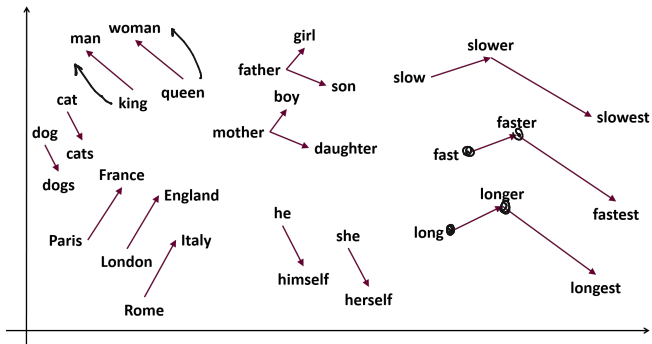 man woman
king queen
cat
cats
dog
dogs
father girl
son
mother boy
daughter
slow slower
slowest
fast faster
fastest
long longer
longest
France
Paris
England
London
Italy
Rome
he
himself
she
herself